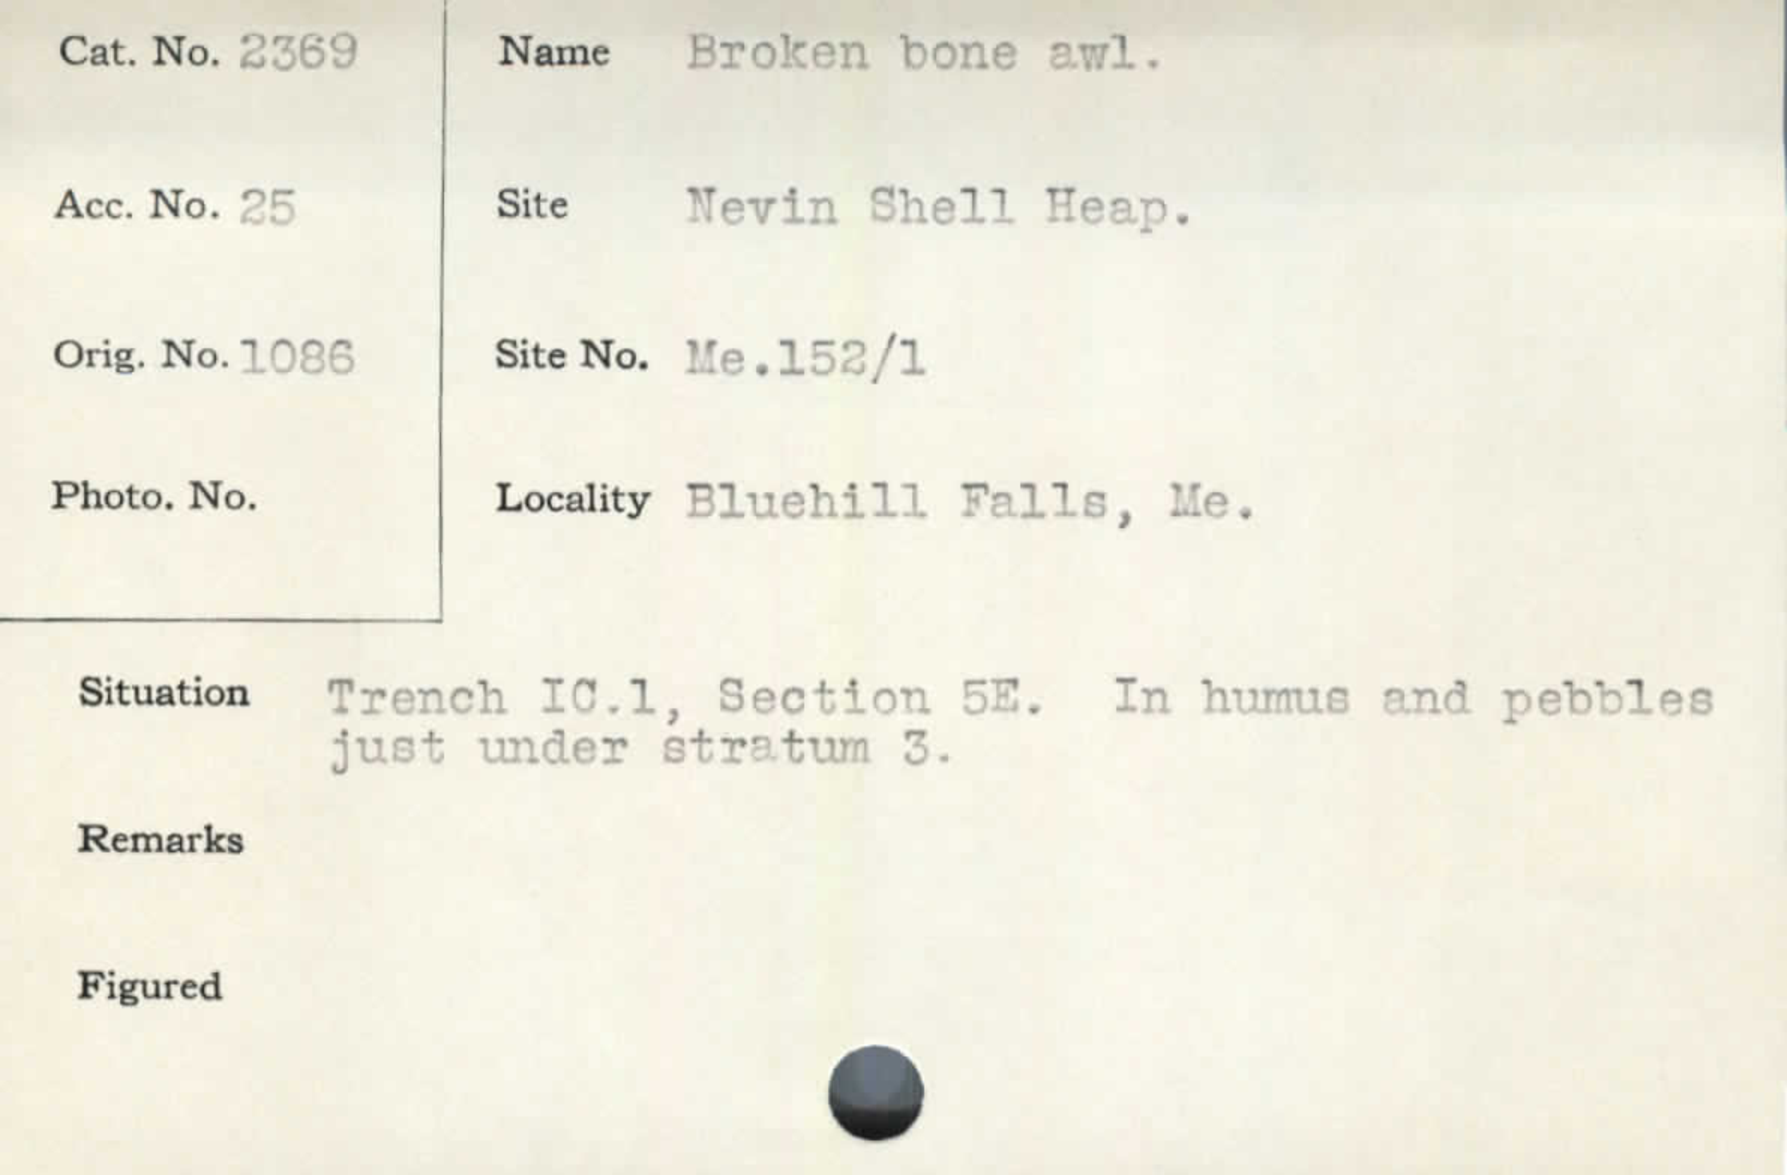 Cat. No. 2369
Name Broken bone awl.
Acc. No. 25
Site Nevin Shell Heap.
Orig. No. 1086
Site No. Me.152/1
Photo. No.
Locality Bluehill Falls, Me.
Situation Trench IC.1, Section 5E. In humus and pebbles
just under stratum 3.
Remarks
Figured